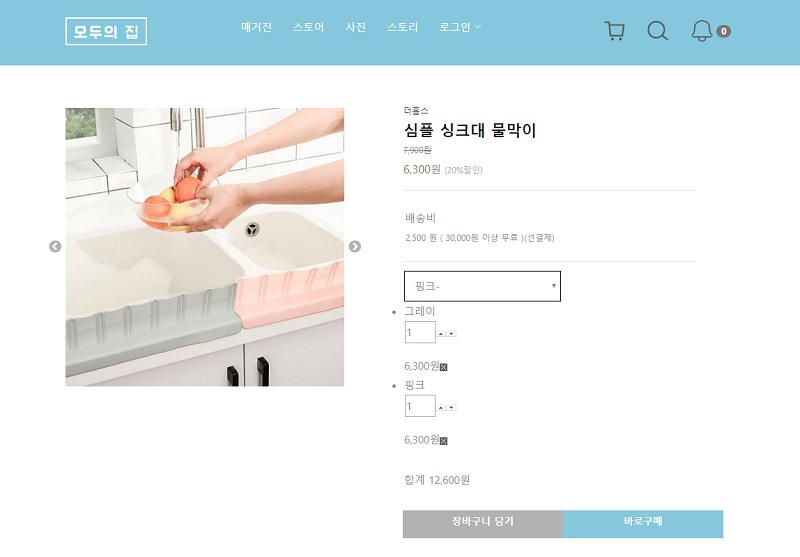 모두의 집
매거진 스토어 사진 스토리 로그인
0
더홈스
심플 싱크대 물막이
7,900원
6,300원 (20%할인)
배송비
2,500 원 ( 30,000원 이상 무료 )(선결제)
핑크-
그레이
1
6,300원
핑크
1
6,300원
합계 12,600원
장바구니 담기 바로구매